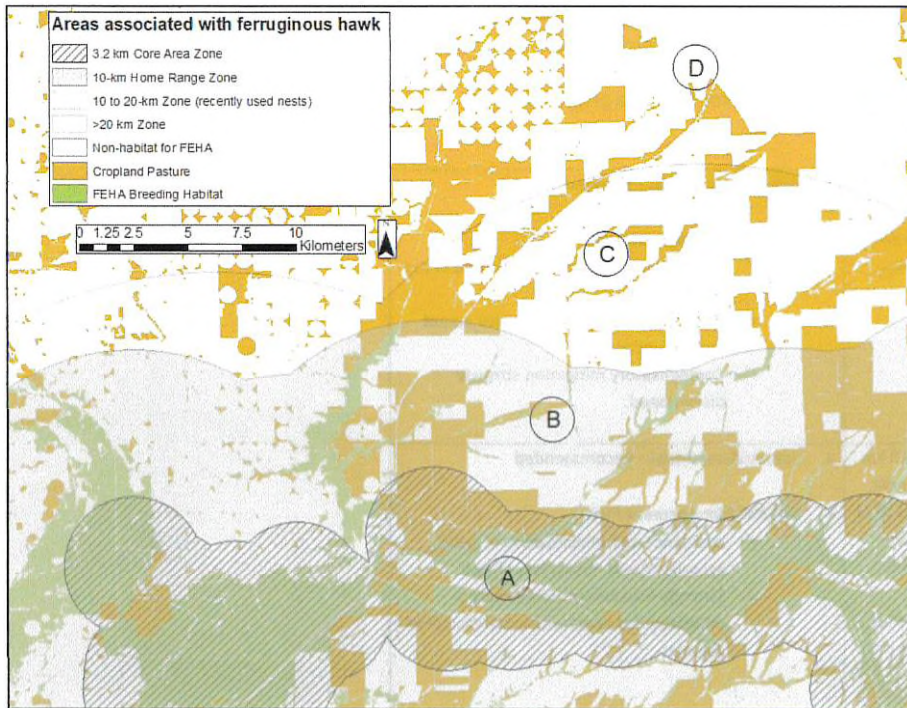 Areas associated with ferruginous hawk
3.2 km Core Area Zone
10-km Home Range Zone
10 to 20-km Zone (recently used nests)
>20 km Zone
Non-habitat for FEHA
Cropland Pasture
FEHA Breeding Habitat
0 1.25 2.5 5 7.5 10
Kilometers
D
C
B
A